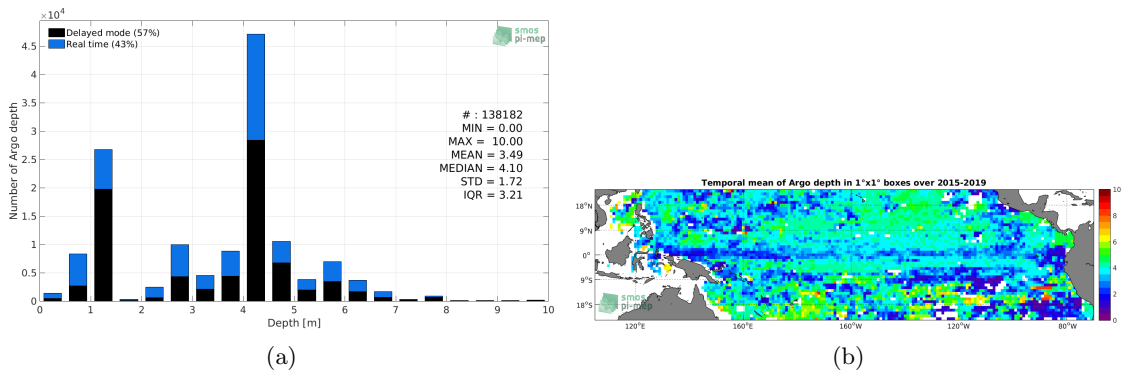 ×10⁴
Delayed mode (57%)
Real time (43%)
smos
pi-mep
4.5
4
3.5
3
2.5
2
1.5
1
0.5
0
Number of Argo depth
# : 138182
MIN = 0.00
MAX = 10.00
MEAN = 3.49
MEDIAN = 4.10
STD = 1.72
IQR = 3.21
0 1 2 3 4 5 6 7 8 9 10
Depth [m]
(a)
Temporal mean of Argo depth in 1°x1° boxes over 2015-2019
18°N
9°N
0°
9°S
18°S
smos
pi-mep
120°E 160°E 160°W 120°W 80°W
10
8
6
4
2
0
(b)